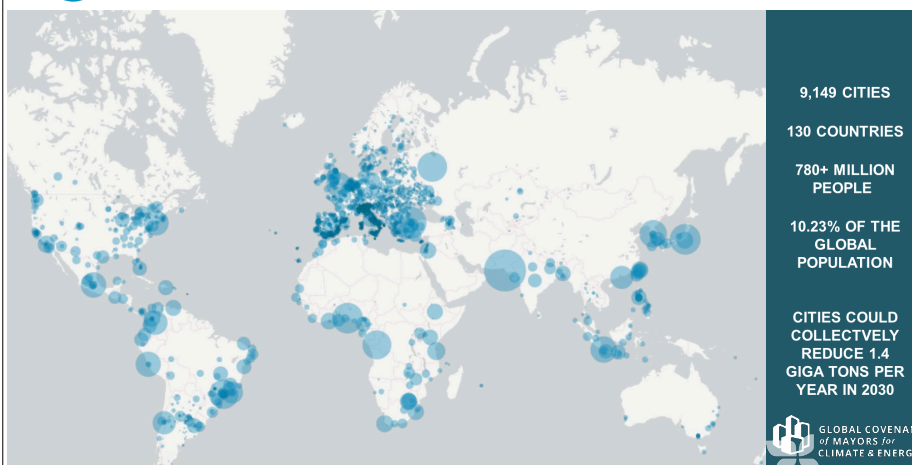 9,149 CITIES
130 COUNTRIES
780+ MILLION
PEOPLE
10.23% OF THE
GLOBAL
POPULATION
CITIES COULD
COLLECTVELY
REDUCE 1.4
GIGA TONS PER
YEAR IN 2030
GLOBAL COVENAN
of MAYORS for
CLIMATE & ENERG